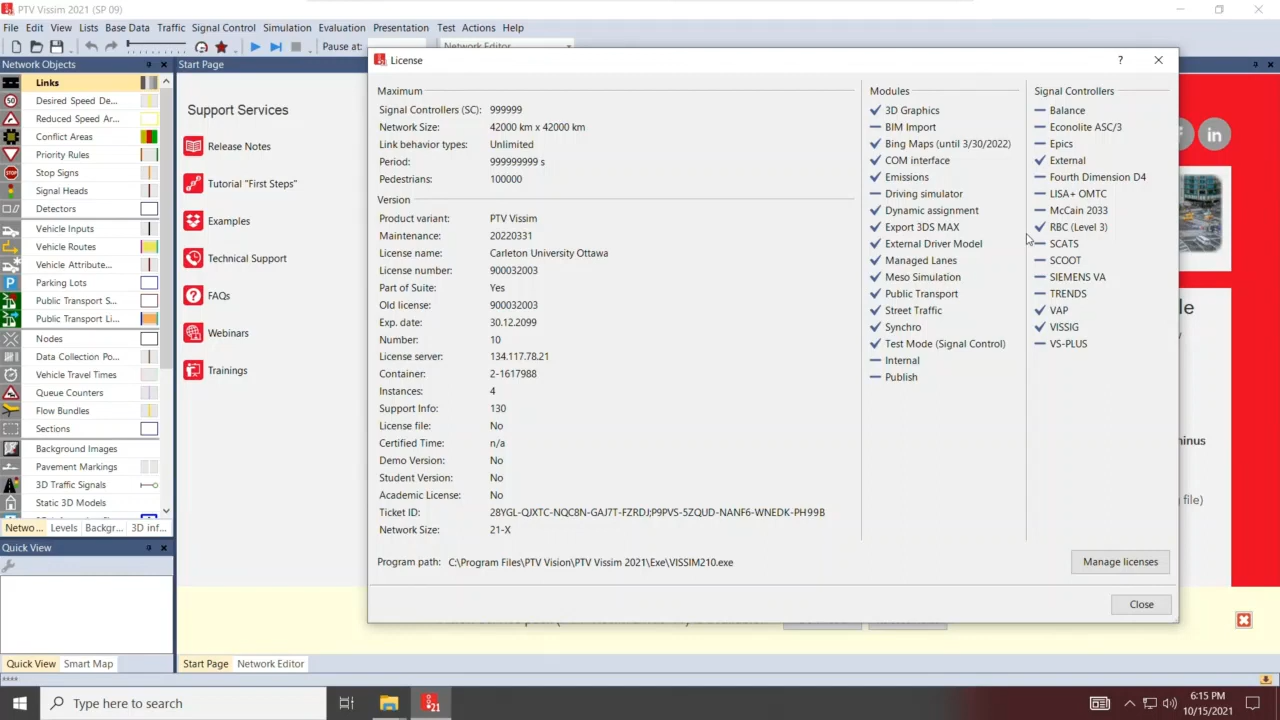 PTV Vissim 2021 (SP 09)
File Edit View Lists Base Data Traffic Signal Control Simulation Evaluation Presentation Test Actions Help
Pause at: Network Editor
Network Objects
Start Page
Links
50 Desired Speed De...
Reduced Speed Ar...
Conflict Areas
Priority Rules
STOP Stop Signs
Signal Heads
Detectors
Vehicle Inputs
Vehicle Routes
Vehicle Attribute...
P Parking Lots
Public Transport S...
Public Transport Li...
Nodes
Data Collection Po...
Vehicle Travel Times
Queue Counters
Flow Bundles
Sections
Background Images
Pavement Markings
3D Traffic Signals
Static 3D Models
Netwo... Levels Backgr... 3D inf...
Quick View
Quick View Smart Map
Support Services
Release Notes
Tutorial "First Steps"
Examples
Technical Support
FAQs
Webinars
Trainings
License
?
Maximum
Signal Controllers (SC): 999999
Network Size: 42000 km x 42000 km
Link behavior types: Unlimited
Period: 999999999 s
Pedestrians: 100000
Version
Product variant: PTV Vissim
Maintenance: 20220331
License name: Carleton University Ottawa
License number: 900032003
Part of Suite: Yes
Old license: 900032003
Exp. date: 30.12.2099
Number: 10
License server: 134.117.78.21
Container: 2-1617988
Instances: 4
Support Info: 130
License file: No
Certified Time: n/a
Demo Version: No
Student Version: No
Academic License: No
Ticket ID: 28YGL-QJXTC-NQC8N-GAJ7T-FZRDJ;P9PVS-5ZQUD-NANF6-WNEDK-PH99B
Network Size: 21-X
Program path: C:\Program Files\PTV Vision\PTV Vissim 2021\Exe\VISSIM210.exe
Modules
3D Graphics
BIM Import
Bing Maps (until 3/30/2022)
COM interface
Emissions
Driving simulator
Dynamic assignment
Export 3DS MAX
External Driver Model
Managed Lanes
Meso Simulation
Public Transport
Street Traffic
Synchro
Test Mode (Signal Control)
Internal
Publish
Signal Controllers
Balance
Econolite ASC/3
Epics
External
Fourth Dimension D4
LISA+ OMTC
McCain 2033
RBC (Level 3)
SCATS
SCOOT
SIEMENS VA
TRENDS
VAP
VISSIG
VS-PLUS
Manage licenses
Close
in
le
minus
file)
Start Page Network Editor
****
Type here to search
21
6:15 PM
10/15/2021